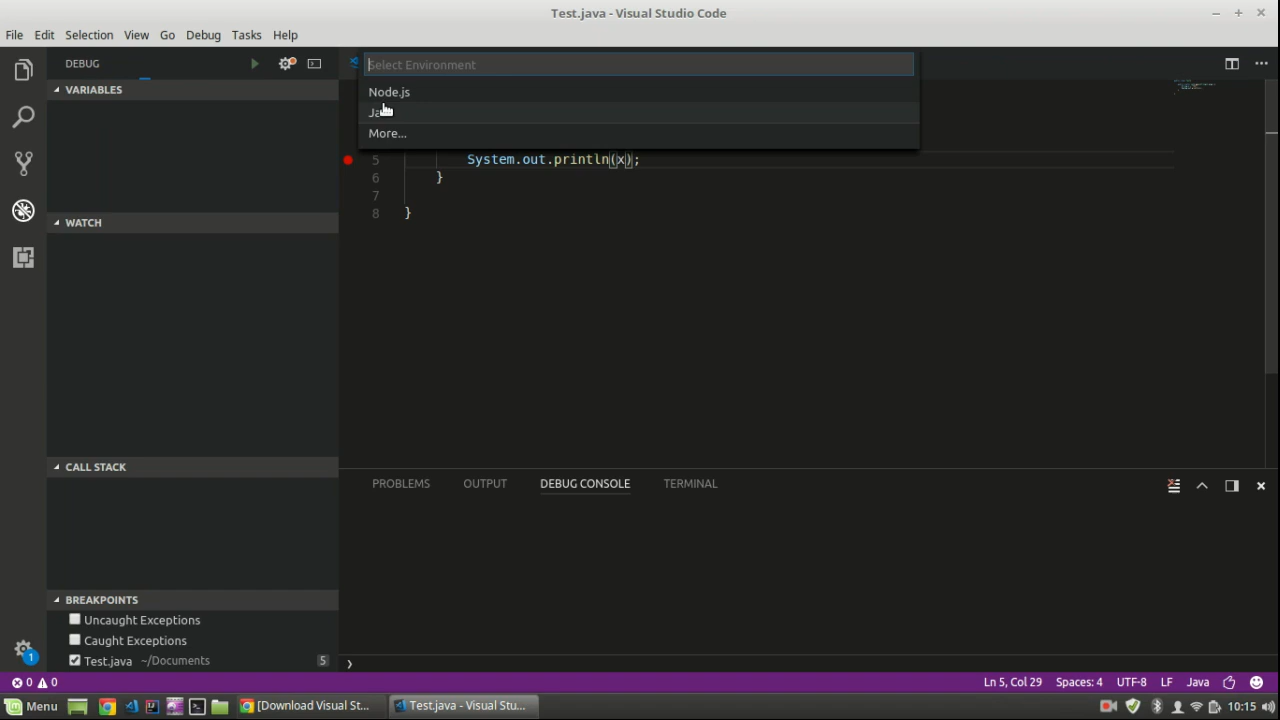 Test.java - Visual Studio Code
File Edit Selection View Go Debug Tasks Help
DEBUG
Select Environment
VARIABLES
Node.js
More...
5 System.out.println(x);
6 }
7
8 }
WATCH
CALL STACK
PROBLEMS OUTPUT DEBUG CONSOLE TERMINAL
BREAKPOINTS
Uncaught Exceptions
Caught Exceptions
Test.java ~/Documents 5
1
0 0 Ln 5, Col 29 Spaces: 4 UTF-8 LF Java
Menu [Download Visual St... Test.java - Visual Stu... 10:15